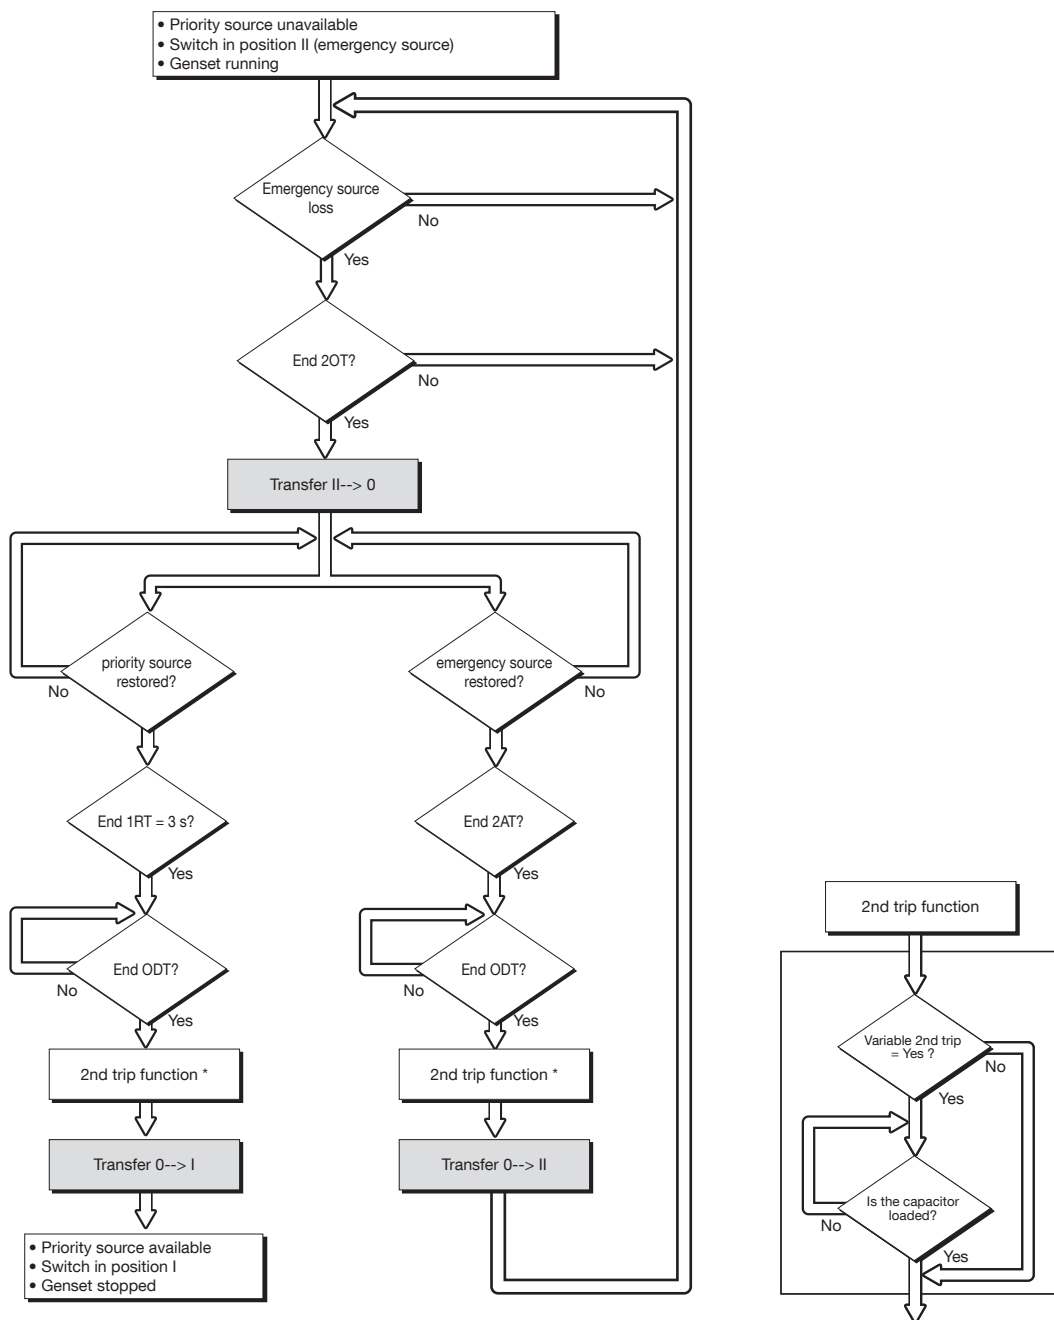 • Priority source unavailable
• Switch in position II (emergency source)
• Genset running
Emergency source
loss
No
Yes
End 2OT?
No
Yes
Transfer II--> 0
priority source
restored?
No
emergency source
restored?
No
End 1RT = 3 s?
Yes
End 2AT?
Yes
End ODT?
No
Yes
End ODT?
No
Yes
2nd trip function *
2nd trip function *
Transfer 0--> I
Transfer 0--> II
• Priority source available
• Switch in position I
• Genset stopped
2nd trip function
Variable 2nd trip
= Yes ?
No
Yes
Is the capacitor
loaded?
No
Yes